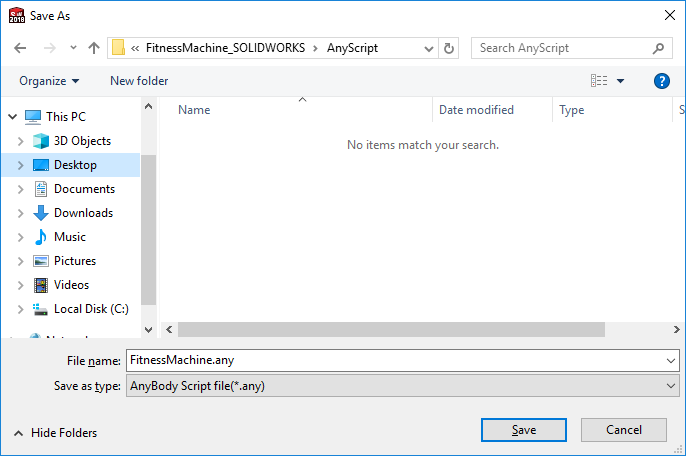 SW 2018 Save As
« FitnessMachine_SOLIDWORKS > AnyScript Search AnyScript
Organize New folder
Name Date modified Type S
This PC
3D Objects
Desktop
Documents
Downloads
Music
Pictures
Videos
Local Disk (C:)
No items match your search.
File name: FitnessMachine.any
Save as type: AnyBody Script file(*.any)
Hide Folders Save Cancel